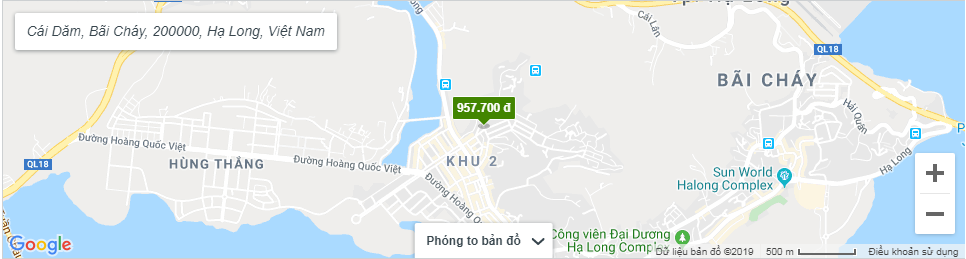 Cái Dăm, Bãi Cháy, 200000, Hạ Long, Việt Nam
Cái Lân
QL18
BÃI CHÁY
957.700 đ
Hải Quân
Đường Hoàng Quốc Việt
HÙNG THẮNG
QL18
Đường Hoàng Quốc Việt
KHU 2
Hạ Long
Sun World
Halong Complex
+
Đường Hoàng Quốc
−
Phóng to bản đồ
Công viên Đại Dương
Hạ Long Complex
Google
Dữ liệu bản đồ ©2019
500 m
Điều khoản sử dụng